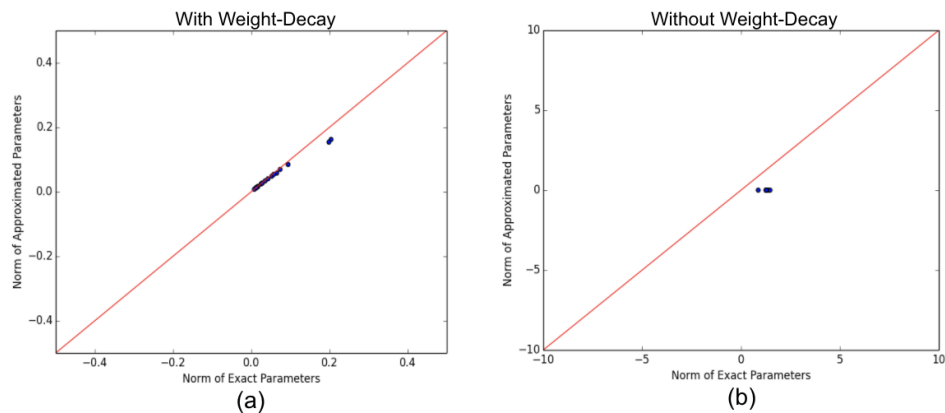 With Weight-Decay
0.4
0.2
0.0
−0.2
−0.4
Norm of Approximated Parameters
−0.4 −0.2 0.0 0.2 0.4
Norm of Exact Parameters
(a)
Without Weight-Decay
10
5
0
−5
−10
Norm of Approximated Parameters
−10 −5 0 5 10
Norm of Exact Parameters
(b)